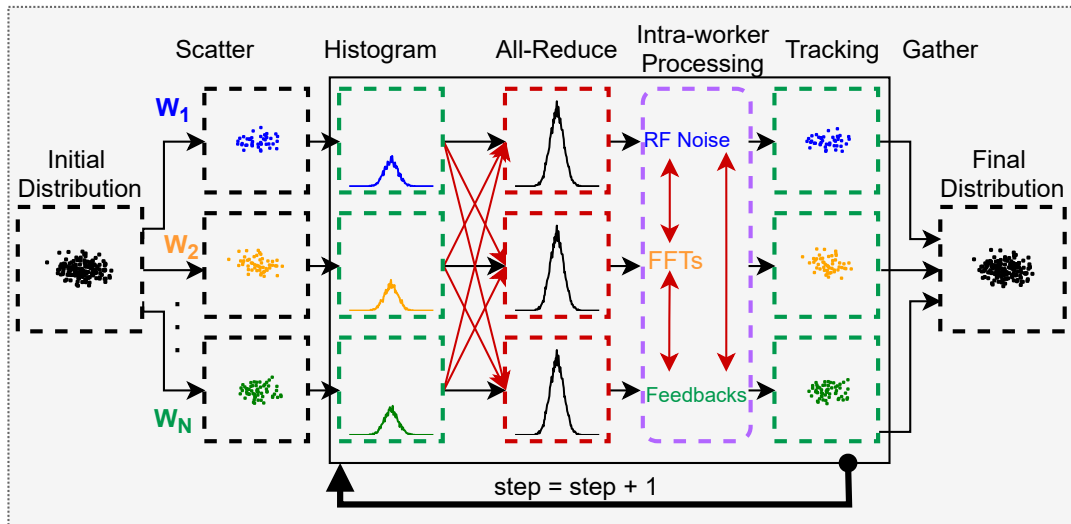 Scatter
Histogram
All-Reduce
Intra-worker
Processing
Tracking
Gather
Initial
Distribution
W1
W2
WN
RF Noise
FFTs
Feedbacks
Final
Distribution
step = step + 1